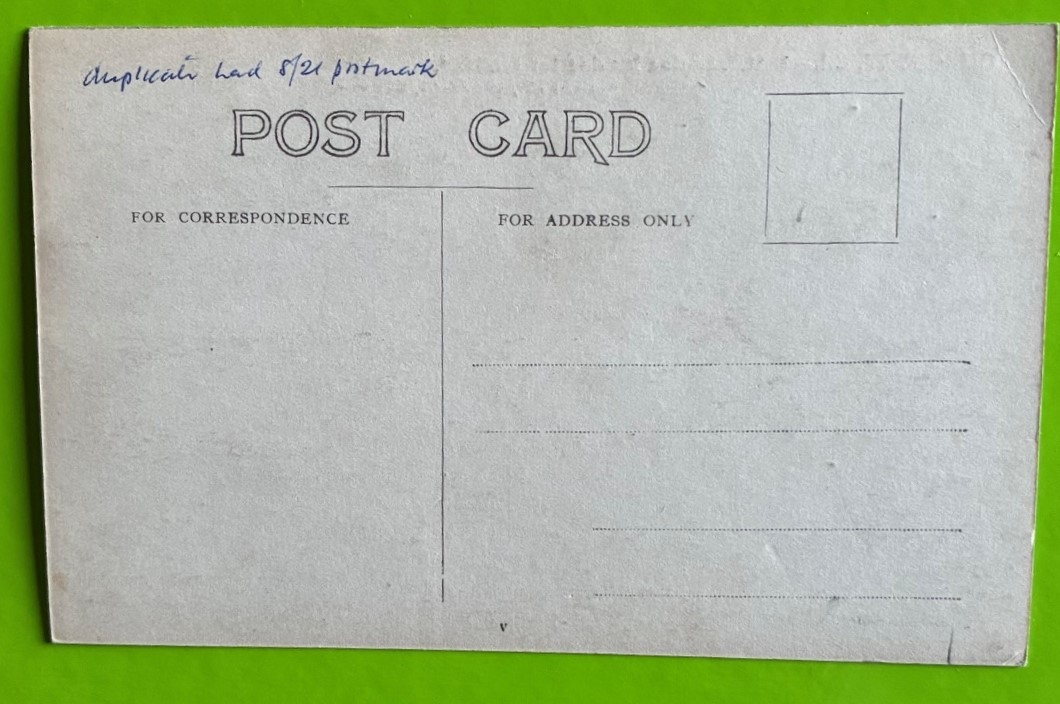 duplicate had 8/21 postmark
POST CARD
FOR CORRESPONDENCE
FOR ADDRESS ONLY
V